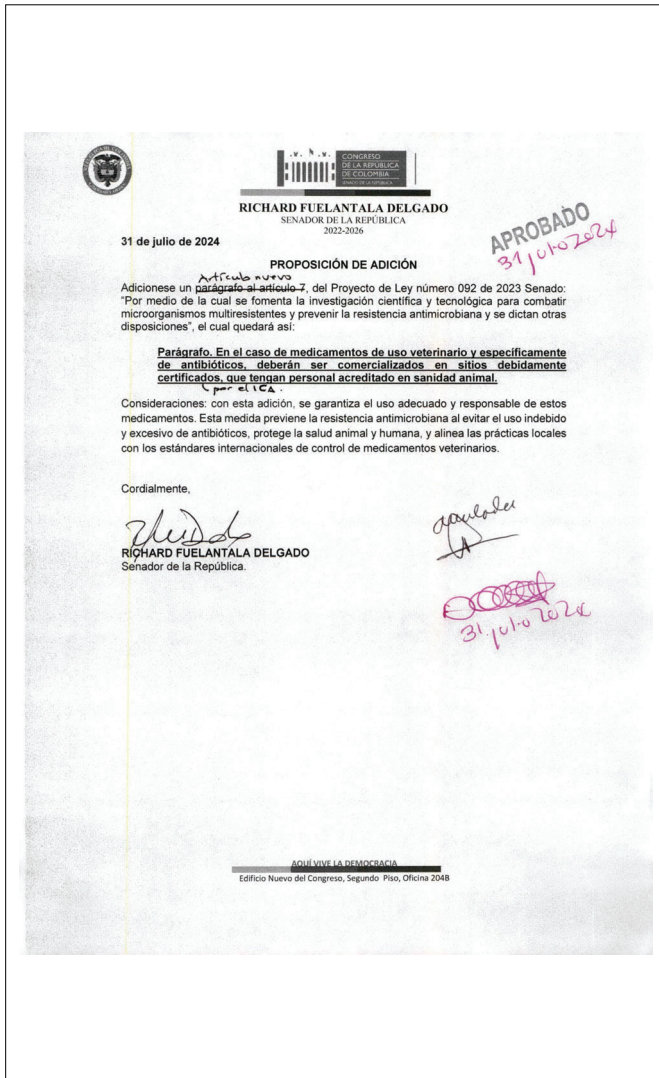 CONGRESO
DE LA REPÚBLICA
DE COLOMBIA
SENADO DE LA REPÚBLICA
RICHARD FUELANTALA DELGADO
SENADOR DE LA REPÚBLICA
2022-2026
APROBADO
31 julio 2024
31 de julio de 2024
PROPOSICIÓN DE ADICIÓN
Artículo nuevo
Adicionese un parágrafo al artículo 7, del Proyecto de Ley número 092 de 2023 Senado:
"Por medio de la cual se fomenta la investigación científica y tecnológica para combatir
microorganismos multiresistentes y prevenir la resistencia antimicrobiana y se dictan otras
disposiciones", el cual quedará así:
Parágrafo. En el caso de medicamentos de uso veterinario y específicamente
de antibióticos, deberán ser comercializados en sitios debidamente
certificados, que tengan personal acreditado en sanidad animal.
por el ICA.
Consideraciones: con esta adición, se garantiza el uso adecuado y responsable de estos
medicamentos. Esta medida previene la resistencia antimicrobiana al evitar el uso indebido
y excesivo de antibióticos, protege la salud animal y humana, y alinea las prácticas locales
con los estándares internacionales de control de medicamentos veterinarios.
Cordialmente,
RICHARD FUELANTALA DELGADO
Senador de la República.
31 julio 2024
AQUÍ VIVE LA DEMOCRACIA
Edificio Nuevo del Congreso, Segundo Piso, Oficina 204B